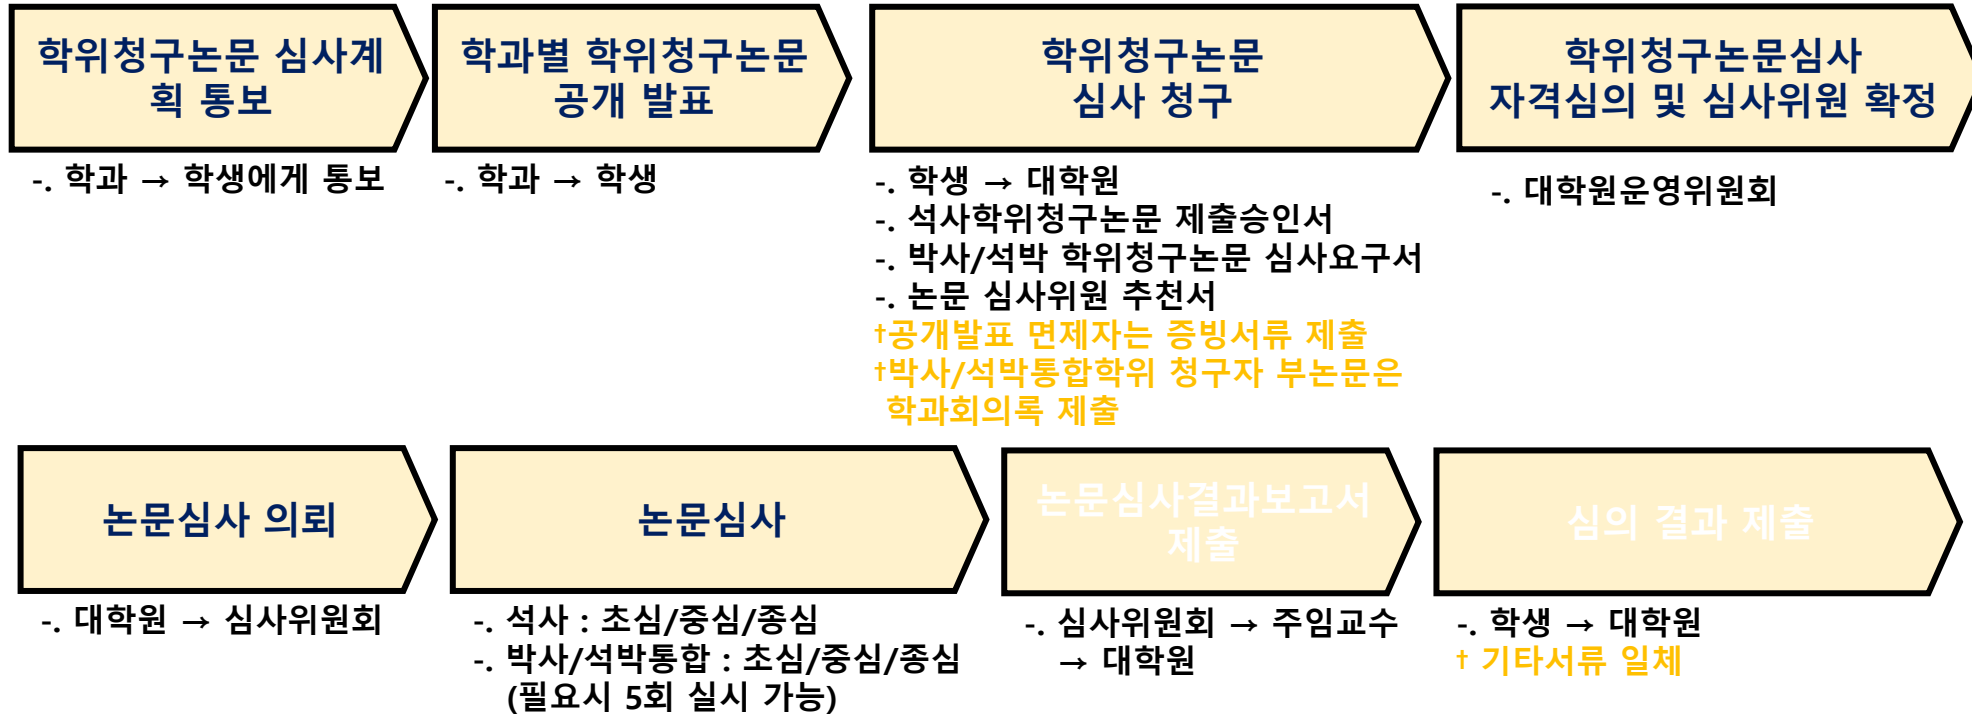 학위청구논문 심사계
획 통보
-. 학과 → 학생에게 통보
학과별 학위청구논문
공개 발표
-. 학과 → 학생
학위청구논문
심사 청구
-. 학생 → 대학원
-. 석사학위청구논문 제출승인서
-. 박사/석박 학위청구논문 심사요구서
-. 논문 심사위원 추천서
†공개발표 면제자는 증빙서류 제출
†박사/석박통합학위 청구자 부논문은
학과회의록 제출
학위청구논문심사
자격심의 및 심사위원 확정
-. 대학원운영위원회
논문심사 의뢰
-. 대학원 → 심사위원회
논문심사
-. 석사 : 초심/중심/종심
-. 박사/석박통합 : 초심/중심/종심
(필요시 5회 실시 가능)
논문심사결과보고서
제출
-. 심사위원회 → 주임교수
→ 대학원
심의 결과 제출
-. 학생 → 대학원
† 기타서류 일체